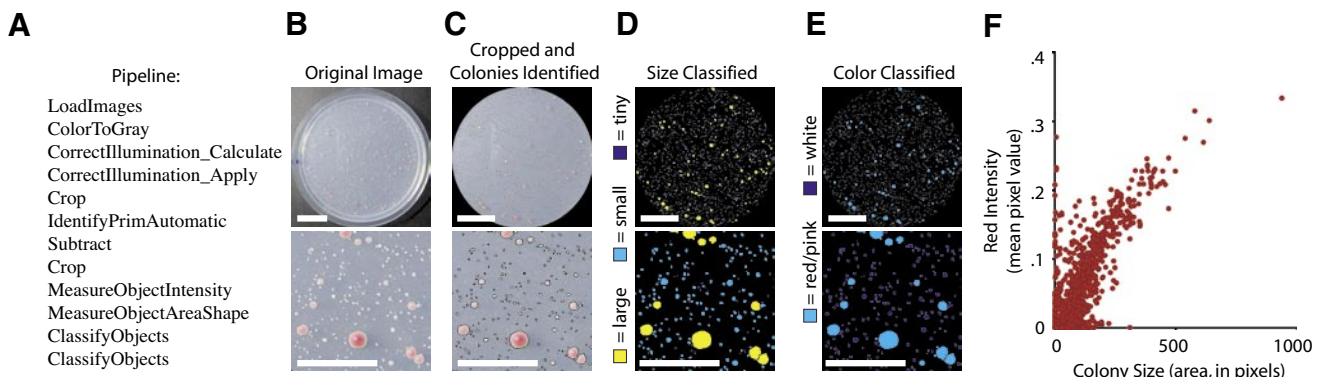 A
Pipeline:
LoadImages
ColorToGray
CorrectIllumination_Calculate
CorrectIllumination_Apply
Crop
IdentifyPrimAutomatic
Subtract
Crop
MeasureObjectIntensity
MeasureObjectAreaShape
ClassifyObjects
ClassifyObjects
B
Original Image
C
Cropped and
Colonies Identified
D
Size Classified
= large
= small
= tiny
E
Color Classified
= red/pink
= white
F
Red Intensity
(mean pixel value)
.4
.3
.2
.1
0
0
500
1000
Colony Size (area, in pixels)